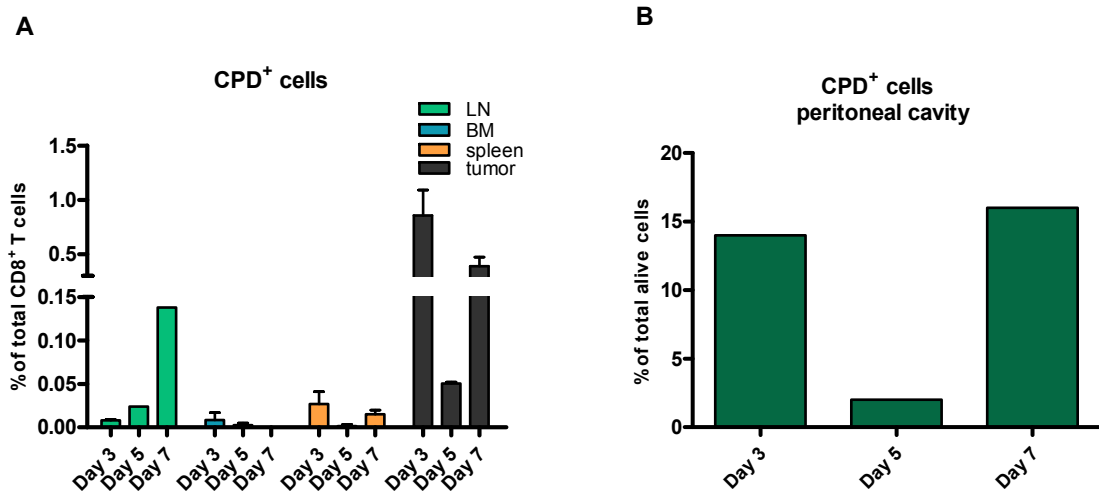 A
CPD⁺ cells
LN
BM
spleen
tumor
% of total CD8⁺ T cells
1.5
1.0
0.5
0.15
0.10
0.05
0.00
Day 3 Day 5 Day 7 Day 3 Day 5 Day 7 Day 3 Day 5 Day 7 Day 3 Day 5 Day 7
B
CPD⁺ cells
peritoneal cavity
% of total alive cells
20
15
10
5
0
Day 3 Day 5 Day 7